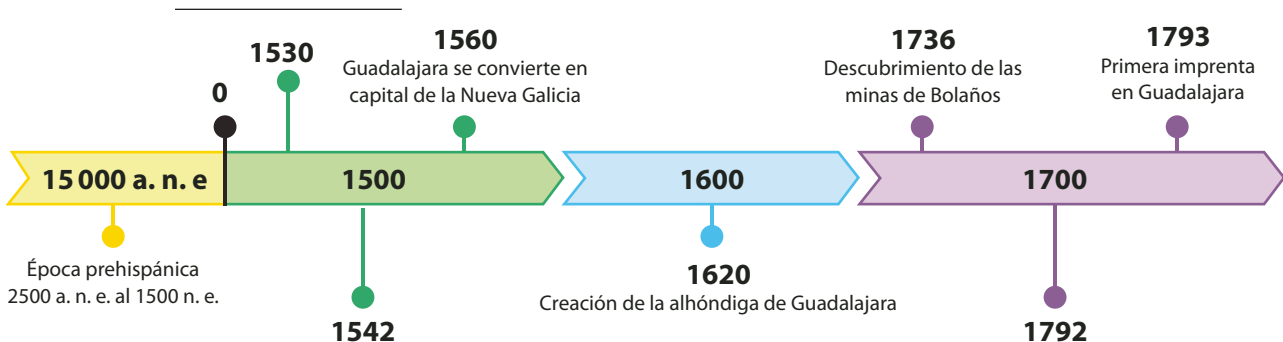 1530
1560
Guadalajara se convierte en
capital de la Nueva Galicia
1736
Descubrimiento de las
minas de Bolaños
1793
Primera imprenta
en Guadalajara
0
15 000 a. n. e
1500
1600
1700
Época prehispánica
2500 a. n. e. al 1500 n. e.
1542
1620
Creación de la alhóndiga de Guadalajara
1792